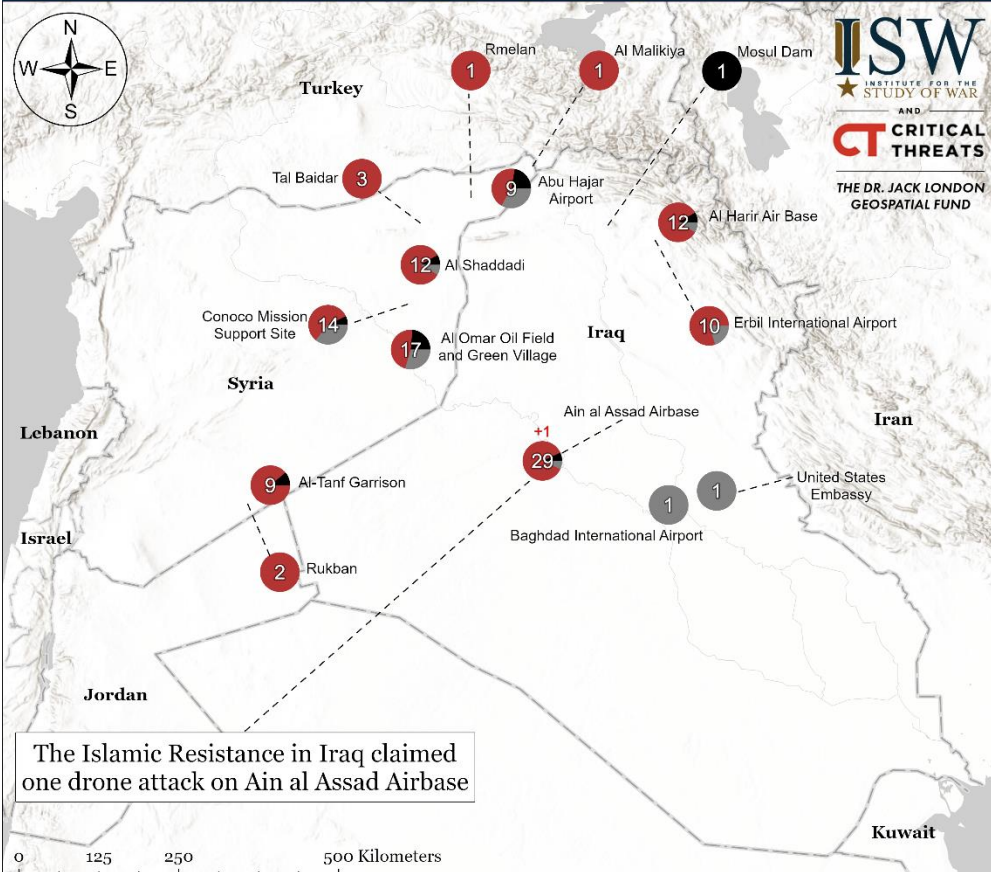 N
W E
S
Turkey
Rmelan
1
Al Malikiya
1
Mosul Dam
1
ISW
INSTITUTE FOR THE
STUDY OF WAR
AND
CT CRITICAL
THREATS
THE DR. JACK LONDON
GEOSPATIAL FUND
Tal Baidar
3
9
Abu Hajar
Airport
12
Al Harir Air Base
12
Al Shaddadi
Conoco Mission
Support Site
14
17
Al Omar Oil Field
and Green Village
Iraq
10
Erbil International Airport
Syria
Lebanon
Iran
Ain al Assad Airbase
+1
29
9
Al-Tanf Garrison
1
United States
Embassy
1
Baghdad International Airport
Israel
2
Rukban
Jordan
The Islamic Resistance in Iraq claimed
one drone attack on Ain al Assad Airbase
Kuwait
0 125 250 500 Kilometers